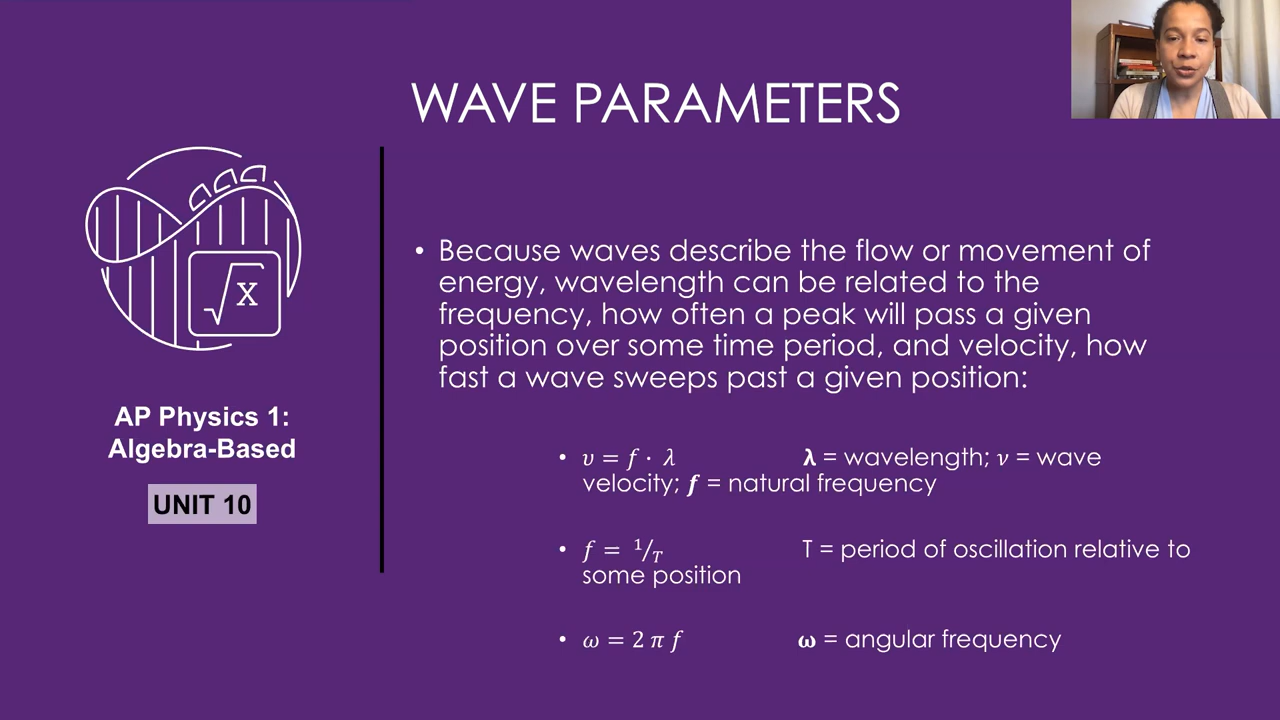 WAVE PARAMETERS
√x
AP Physics 1:
Algebra-Based
UNIT 10
• Because waves describe the flow or movement of
energy, wavelength can be related to the
frequency, how often a peak will pass a given
position over some time period, and velocity, how
fast a wave sweeps past a given position:
• υ = f · λ λ = wavelength; ν = wave
velocity; f = natural frequency
• f = 1/T T = period of oscillation relative to
some position
• ω = 2 π f ω = angular frequency